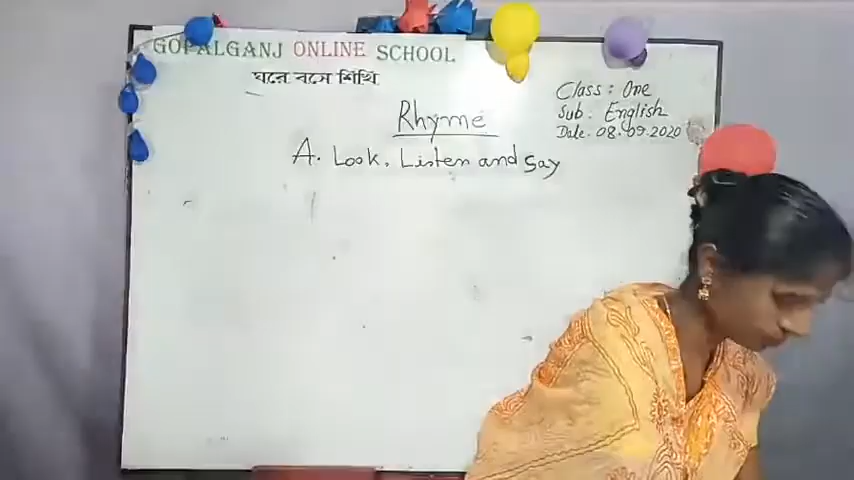 GOPALGANJ ONLINE SCHOOL
ঘরে বসে শিখি
Class : One
Sub : English
Date : 08.09.2020
Rhyme
A. Look, Listen and Say